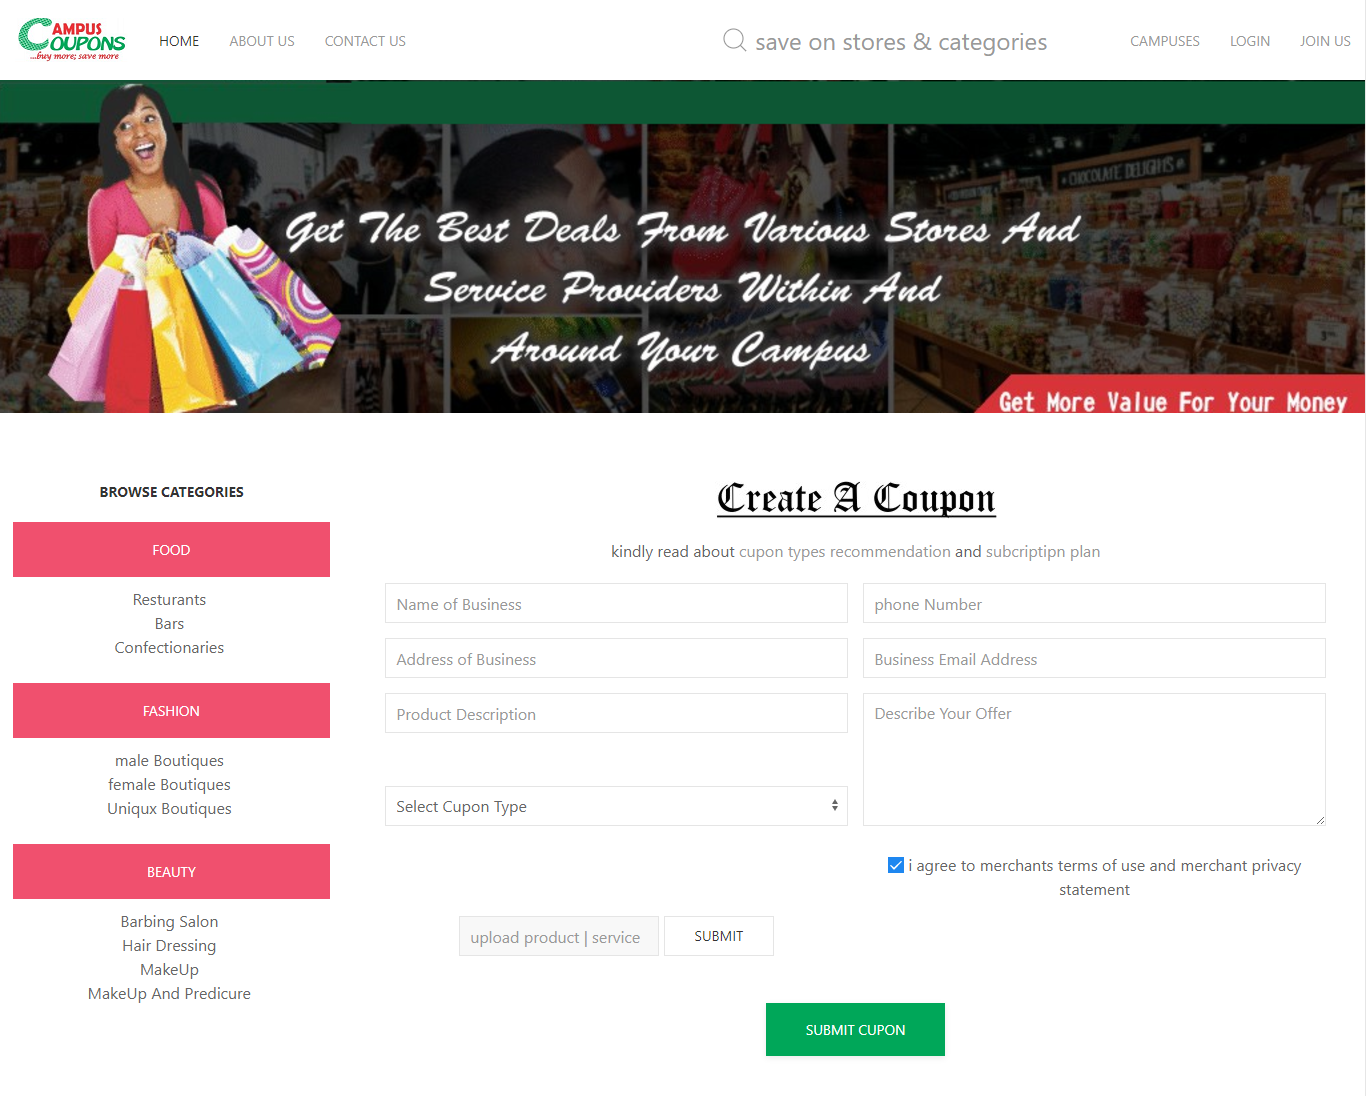 CAMPUS
COUPONS
...buy more; save more
HOME
ABOUT US
CONTACT US
save on stores & categories
CAMPUSES
LOGIN
JOIN US
CHOCOLATE DELIGHTS
Get The Best Deals From Various Stores And
Service Providers Within And
Around Your Campus
Get More Value For Your Money
BROWSE CATEGORIES
FOOD
Resturants
Bars
Confectionaries
FASHION
male Boutiques
female Boutiques
Uniqux Boutiques
BEAUTY
Barbing Salon
Hair Dressing
MakeUp
MakeUp And Predicure
Create A Coupon
kindly read about cupon types recommendation and subcriptipn plan
Name of Business
phone Number
Address of Business
Business Email Address
Product Description
Describe Your Offer
Select Cupon Type
i agree to merchants terms of use and merchant privacy
statement
upload product | service
SUBMIT
SUBMIT CUPON